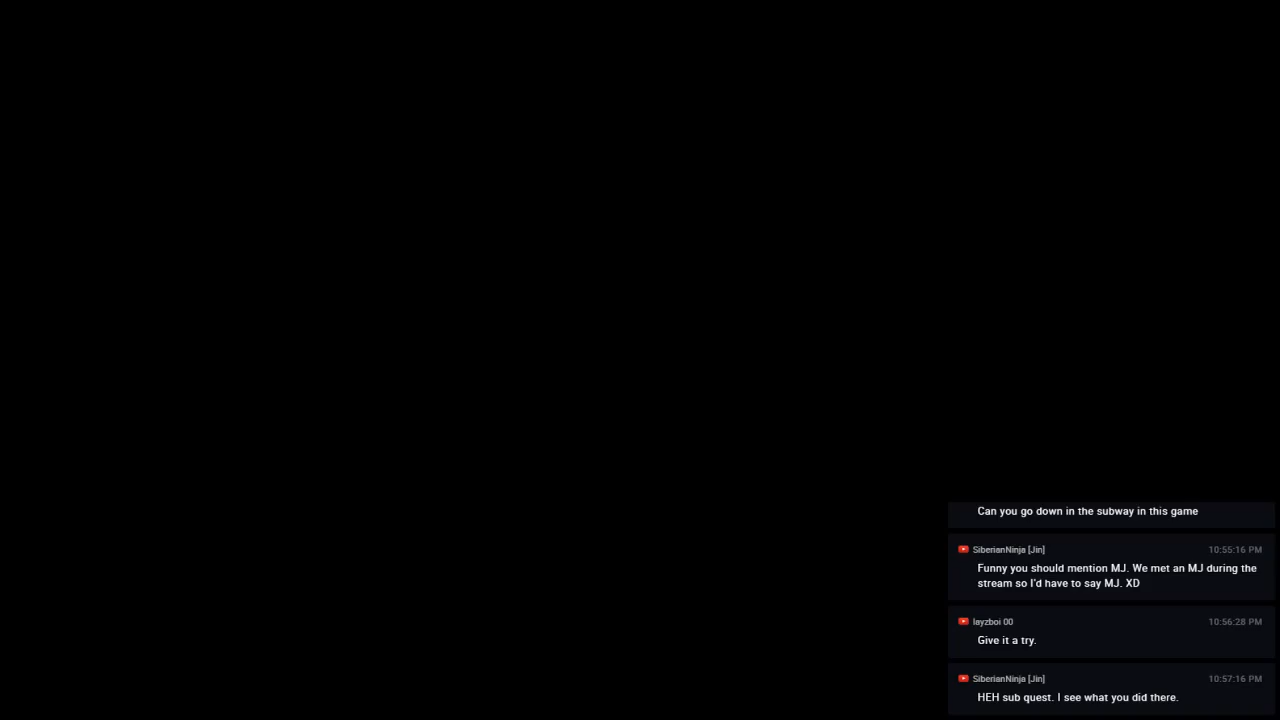 Can you go down in the subway in this game
SiberianNinja [Jin] 10:55:16 PM
Funny you should mention MJ. We met an MJ during the
stream so I'd have to say MJ. XD
layzboi 00 10:56:28 PM
Give it a try.
SiberianNinja [Jin] 10:57:16 PM
HEH sub quest. I see what you did there.